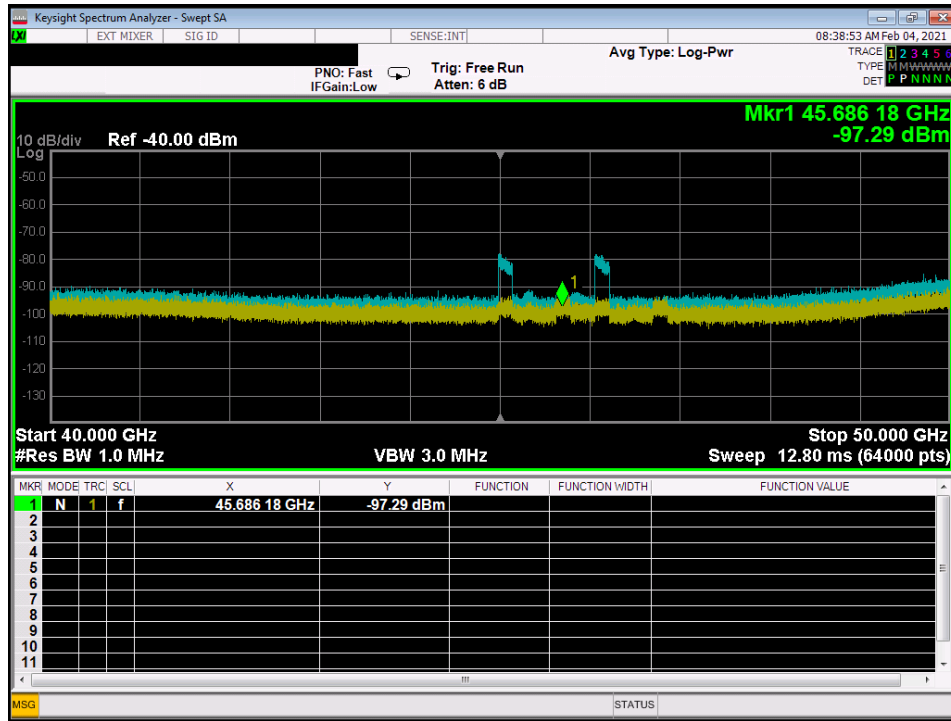 Keysight Spectrum Analyzer - Swept SA
LXI EXT MIXER SIG ID SENSE:INT 08:38:53 AM Feb 04, 2021
Avg Type: Log-Pwr TRACE 1 2 3 4 5 6
PNO: Fast Trig: Free Run TYPE M M W W W W
IFGain:Low Atten: 6 dB DET P P N N N N
Mkr1 45.686 18 GHz
10 dB/div Ref -40.00 dBm -97.29 dBm
Log
-50.0
-60.0
-70.0
-80.0
-90.0
1
-100
-110
-120
-130
Start 40.000 GHz Stop 50.000 GHz
#Res BW 1.0 MHz VBW 3.0 MHz Sweep 12.80 ms (64000 pts)
MKR MODE TRC SCL X Y FUNCTION FUNCTION WIDTH FUNCTION VALUE
1 N 1 f 45.686 18 GHz -97.29 dBm
2
3
4
5
6
7
8
9
10
11
MSG STATUS